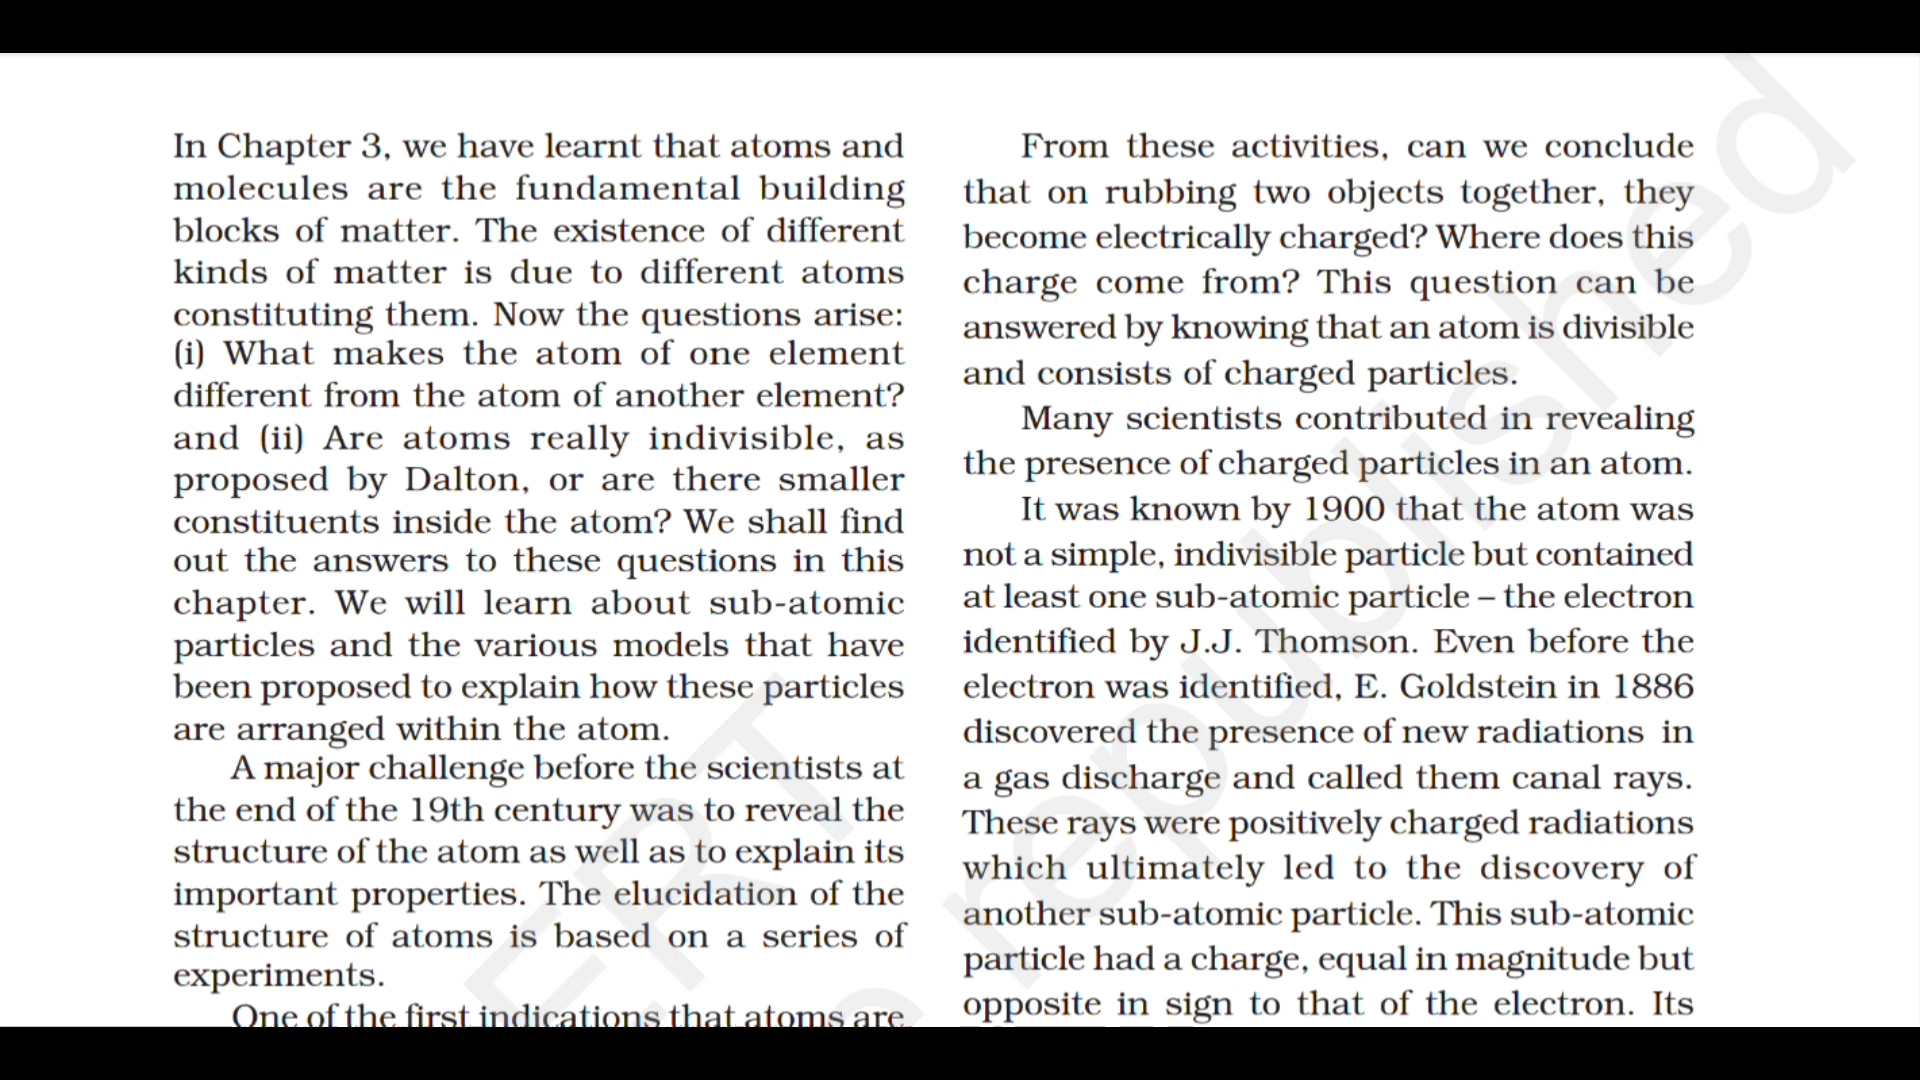 In Chapter 3, we have learnt that atoms and
molecules are the fundamental building
blocks of matter. The existence of different
kinds of matter is due to different atoms
constituting them. Now the questions arise:
(i) What makes the atom of one element
different from the atom of another element?
and (ii) Are atoms really indivisible, as
proposed by Dalton, or are there smaller
constituents inside the atom? We shall find
out the answers to these questions in this
chapter. We will learn about sub-atomic
particles and the various models that have
been proposed to explain how these particles
are arranged within the atom.
A major challenge before the scientists at
the end of the 19th century was to reveal the
structure of the atom as well as to explain its
important properties. The elucidation of the
structure of atoms is based on a series of
experiments.
One of the first indications that atoms are
From these activities, can we conclude
that on rubbing two objects together, they
become electrically charged? Where does this
charge come from? This question can be
answered by knowing that an atom is divisible
and consists of charged particles.
Many scientists contributed in revealing
the presence of charged particles in an atom.
It was known by 1900 that the atom was
not a simple, indivisible particle but contained
at least one sub-atomic particle – the electron
identified by J.J. Thomson. Even before the
electron was identified, E. Goldstein in 1886
discovered the presence of new radiations in
a gas discharge and called them canal rays.
These rays were positively charged radiations
which ultimately led to the discovery of
another sub-atomic particle. This sub-atomic
particle had a charge, equal in magnitude but
opposite in sign to that of the electron. Its
ERT
republished